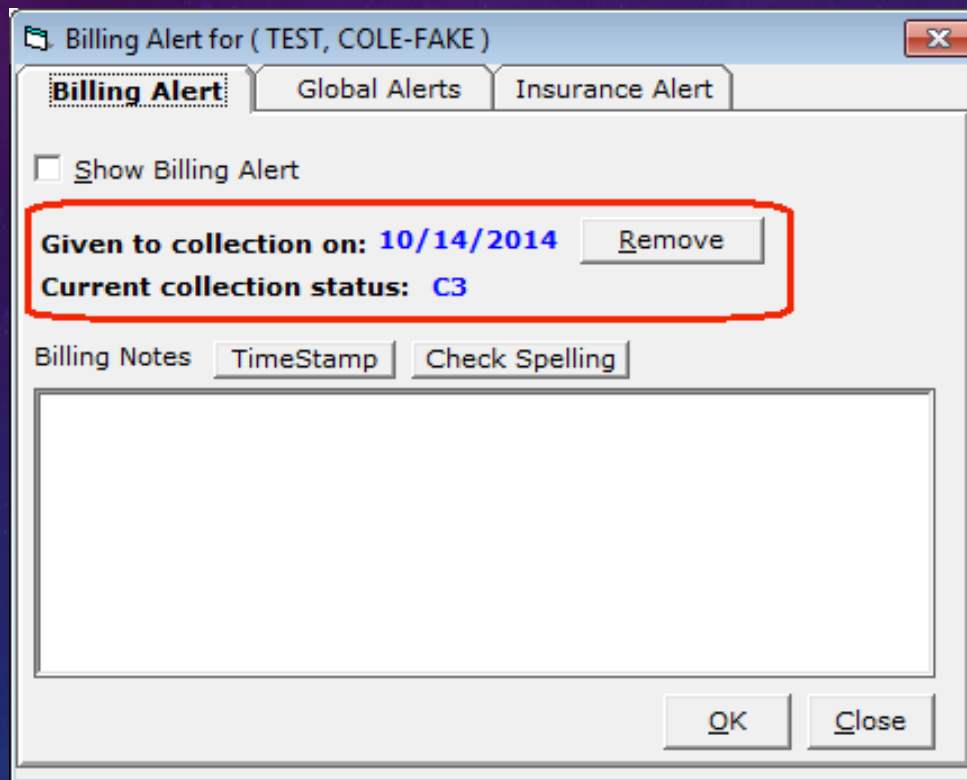 Billing Alert for ( TEST, COLE-FAKE )
Billing Alert Global Alerts Insurance Alert
Show Billing Alert
Given to collection on: 10/14/2014 Remove
Current collection status: C3
Billing Notes TimeStamp Check Spelling
OK Close